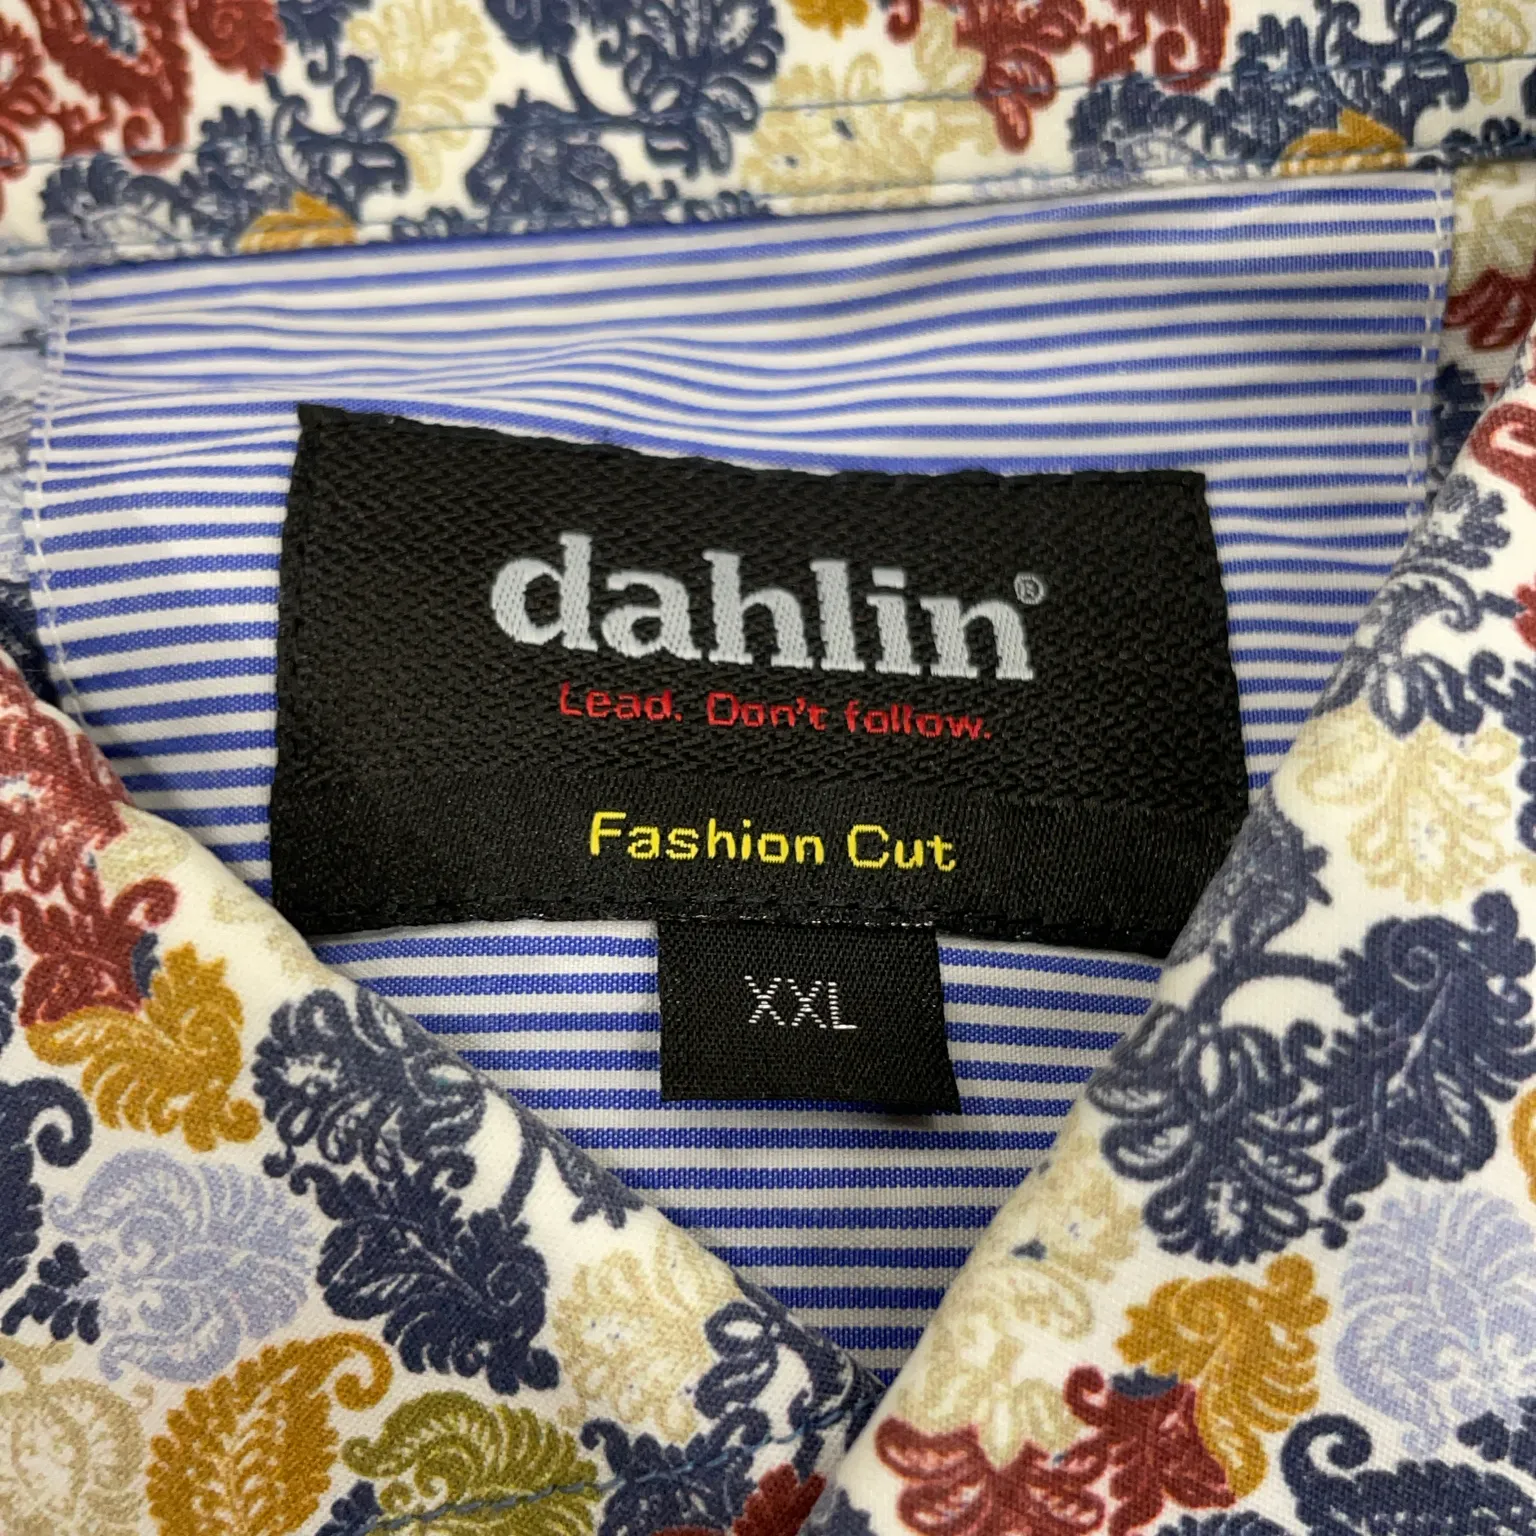 dahlin®
Lead. Don't follow.
Fashion Cut
XXL